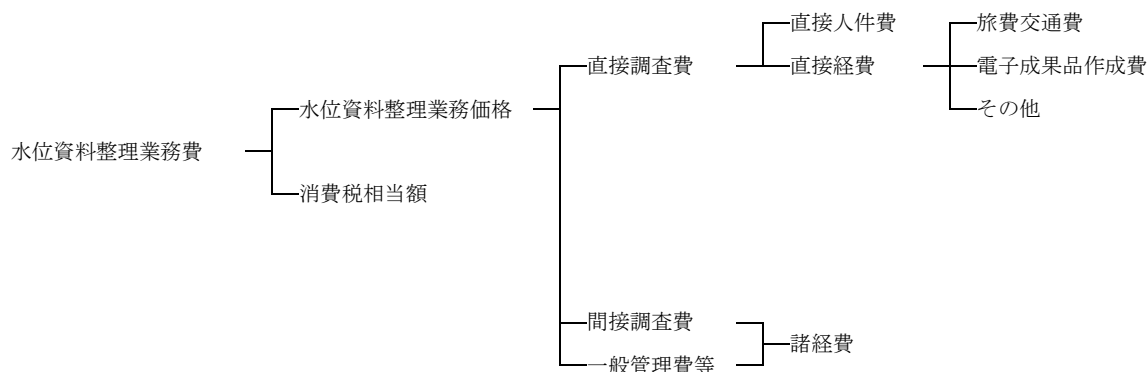 直接人件費
旅費交通費
直接調査費
直接経費
電子成果品作成費
水位資料整理業務価格
その他
水位資料整理業務費
消費税相当額
間接調査費
諸経費
一般管理費等